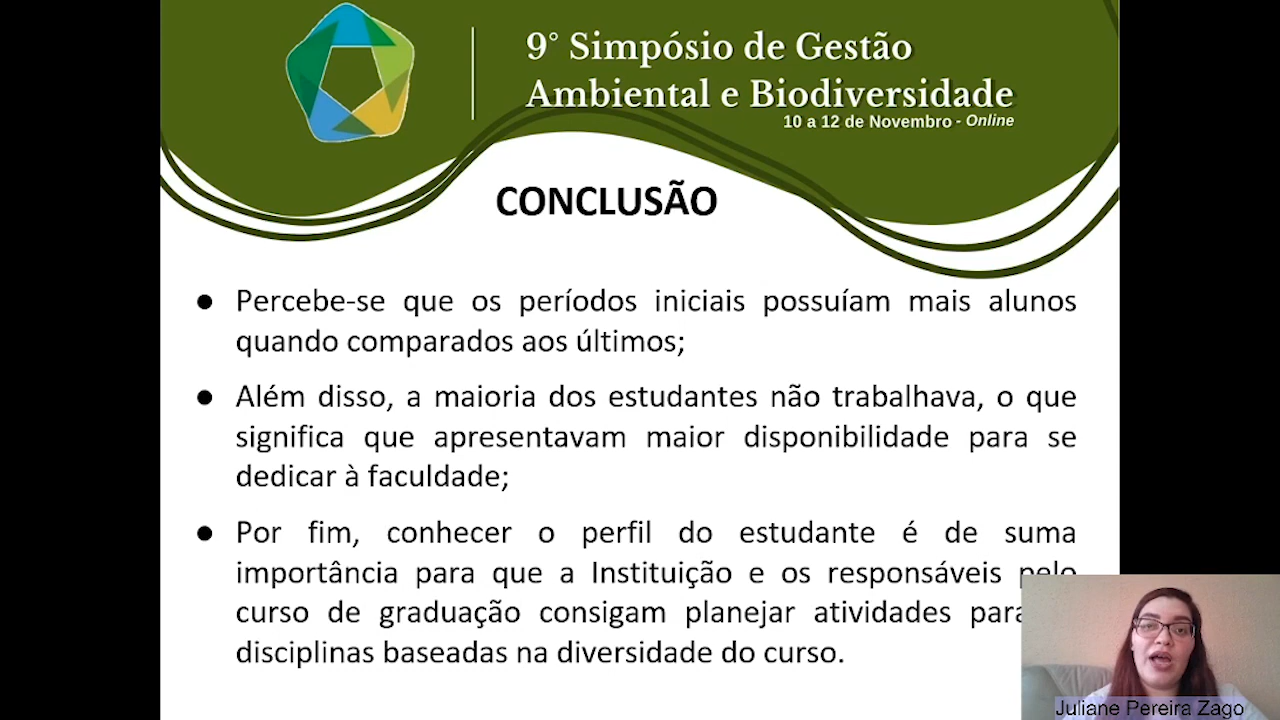 9° Simpósio de Gestão
Ambiental e Biodiversidade
10 a 12 de Novembro - Online
CONCLUSÃO
● Percebe-se que os períodos iniciais possuíam mais alunos
quando comparados aos últimos;
● Além disso, a maioria dos estudantes não trabalhava, o que
significa que apresentavam maior disponibilidade para se
dedicar à faculdade;
● Por fim, conhecer o perfil do estudante é de suma
importância para que a Instituição e os responsáveis pelo
curso de graduação consigam planejar atividades para
disciplinas baseadas na diversidade do curso.
Juliane Pereira Zago